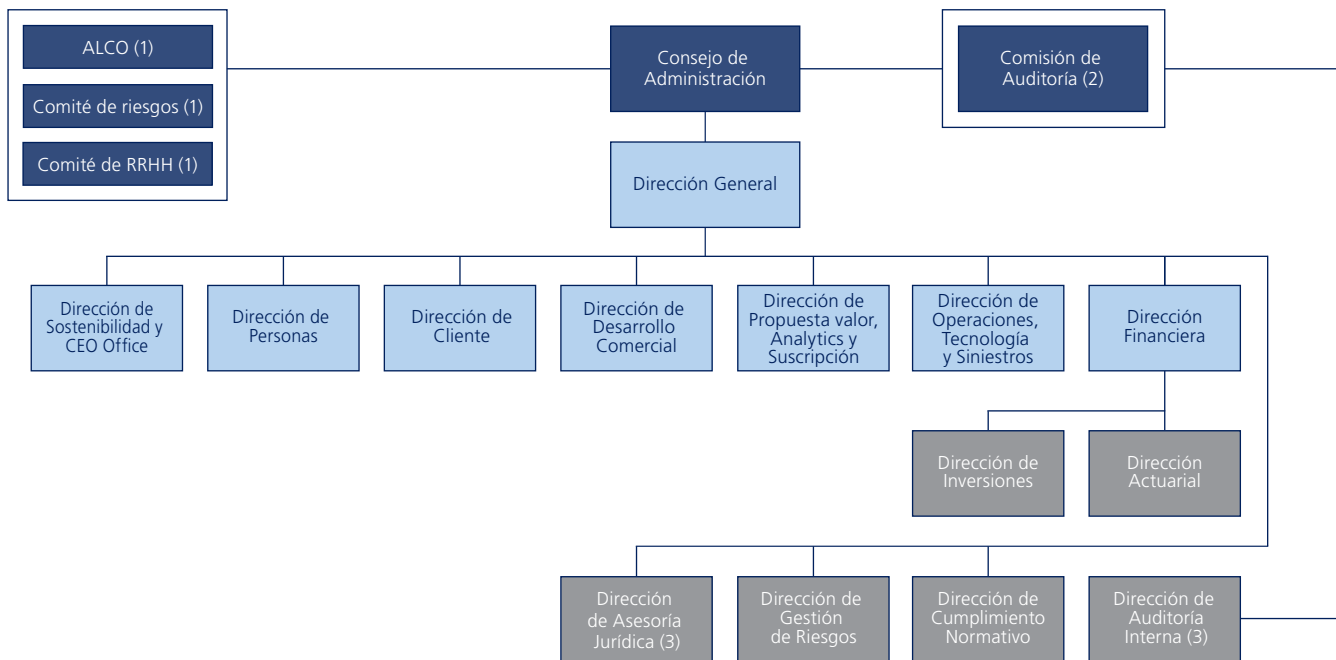 ALCO (1)
Comité de riesgos (1)
Comité de RRHH (1)
Consejo de
Administración
Comisión de
Auditoría (2)
Dirección General
Dirección de
Sostenibilidad y
CEO Office
Dirección de
Personas
Dirección de
Cliente
Dirección de
Desarrollo
Comercial
Dirección de
Propuesta valor,
Analytics y
Suscripción
Dirección de
Operaciones,
Tecnología
y Siniestros
Dirección
Financiera
Dirección de
Inversiones
Dirección
Actuarial
Dirección
de Asesoría
Jurídica (3)
Dirección de
Gestión
de Riesgos
Dirección de
Cumplimiento
Normativo
Dirección de
Auditoría
Interna (3)